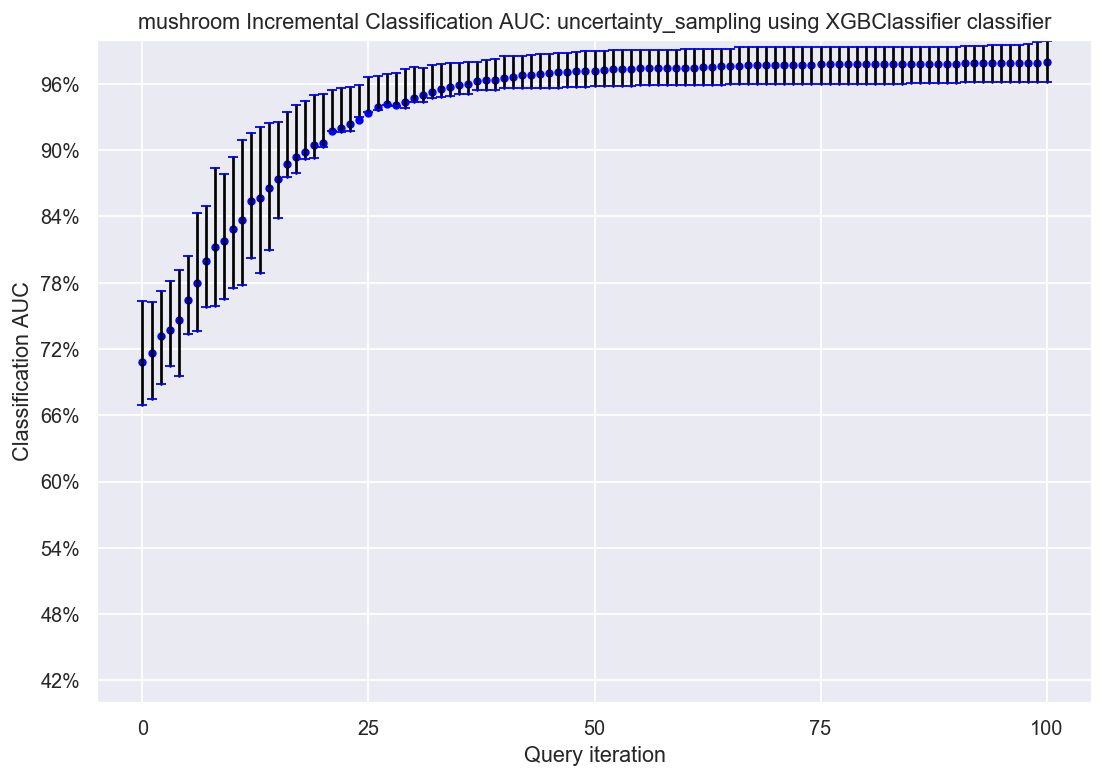 mushroom Incremental Classification AUC: uncertainty_sampling using XGBClassifier classifier
96%
90%
84%
78%
72%
66%
60%
54%
48%
42%
Classification AUC
0 25 50 75 100
Query iteration